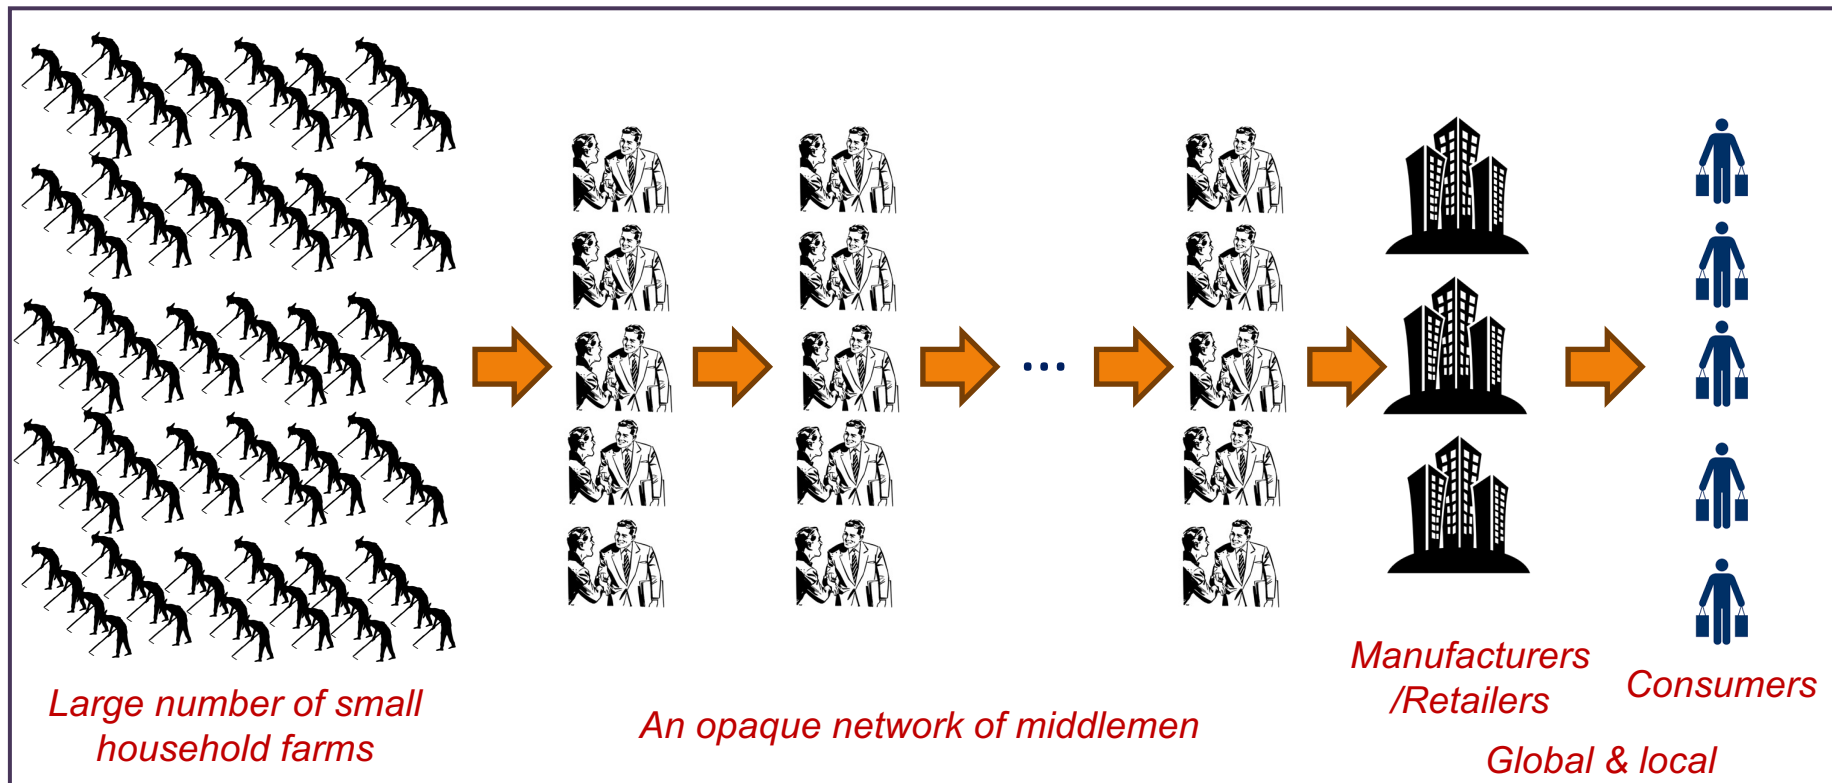 ...
Large number of small
household farms
An opaque network of middlemen
Manufacturers
/Retailers
Consumers
Global & local